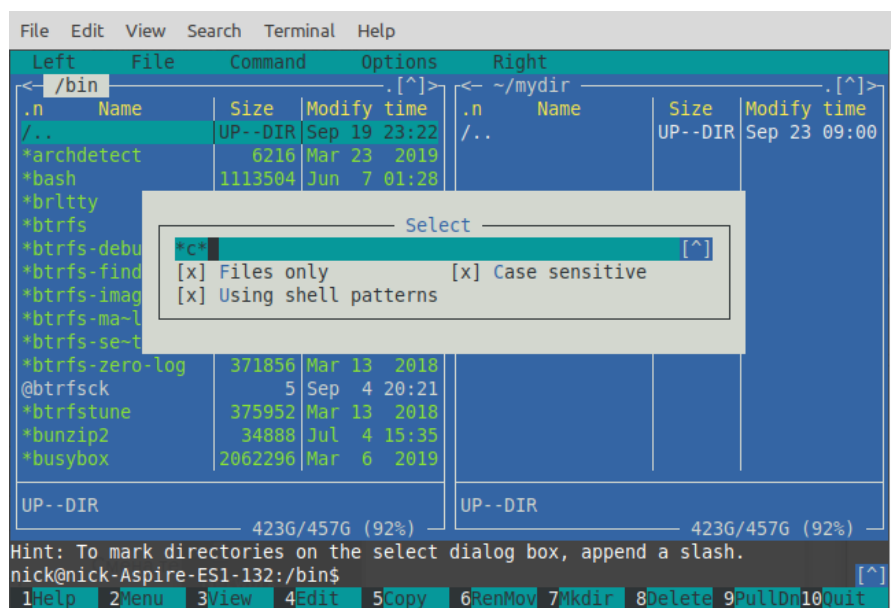 File Edit View Search Terminal Help
Left File Command Options Right
<- /bin .[^]>
.n Name Size Modify time
/.. UP--DIR Sep 19 23:22
*archdetect 6216 Mar 23 2019
*bash 1113504 Jun 7 01:28
*brltty
*btrfs
*btrfs-debu
*btrfs-find
*btrfs-imag
*btrfs-ma~l
*btrfs-se~t
*btrfs-zero-log 371856 Mar 13 2018
@btrfsck 5 Sep 4 20:21
*btrfstune 375952 Mar 13 2018
*bunzip2 34888 Jul 4 15:35
*busybox 2062296 Mar 6 2019
UP--DIR
423G/457G (92%)
<- ~/mydir .[^]>
.n Name Size Modify time
/.. UP--DIR Sep 23 09:00
UP--DIR
423G/457G (92%)
Select
*c* [^]
[x] Files only [x] Case sensitive
[x] Using shell patterns
Hint: To mark directories on the select dialog box, append a slash.
nick@nick-Aspire-ES1-132:/bin$ [^]
1Help 2Menu 3View 4Edit 5Copy 6RenMov 7Mkdir 8Delete 9PullDn 10Quit